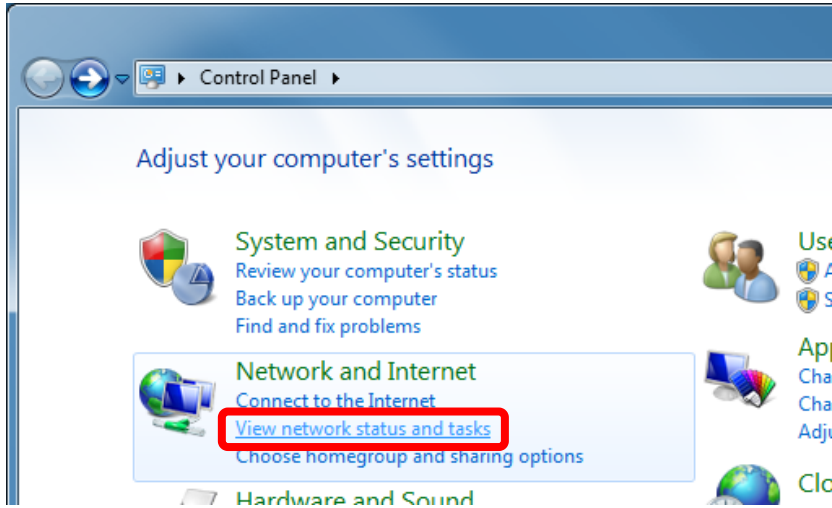 Control Panel
Adjust your computer's settings
System and Security
Review your computer's status
Back up your computer
Find and fix problems
Network and Internet
Connect to the Internet
View network status and tasks
Choose homegroup and sharing options
Hardware and Sound